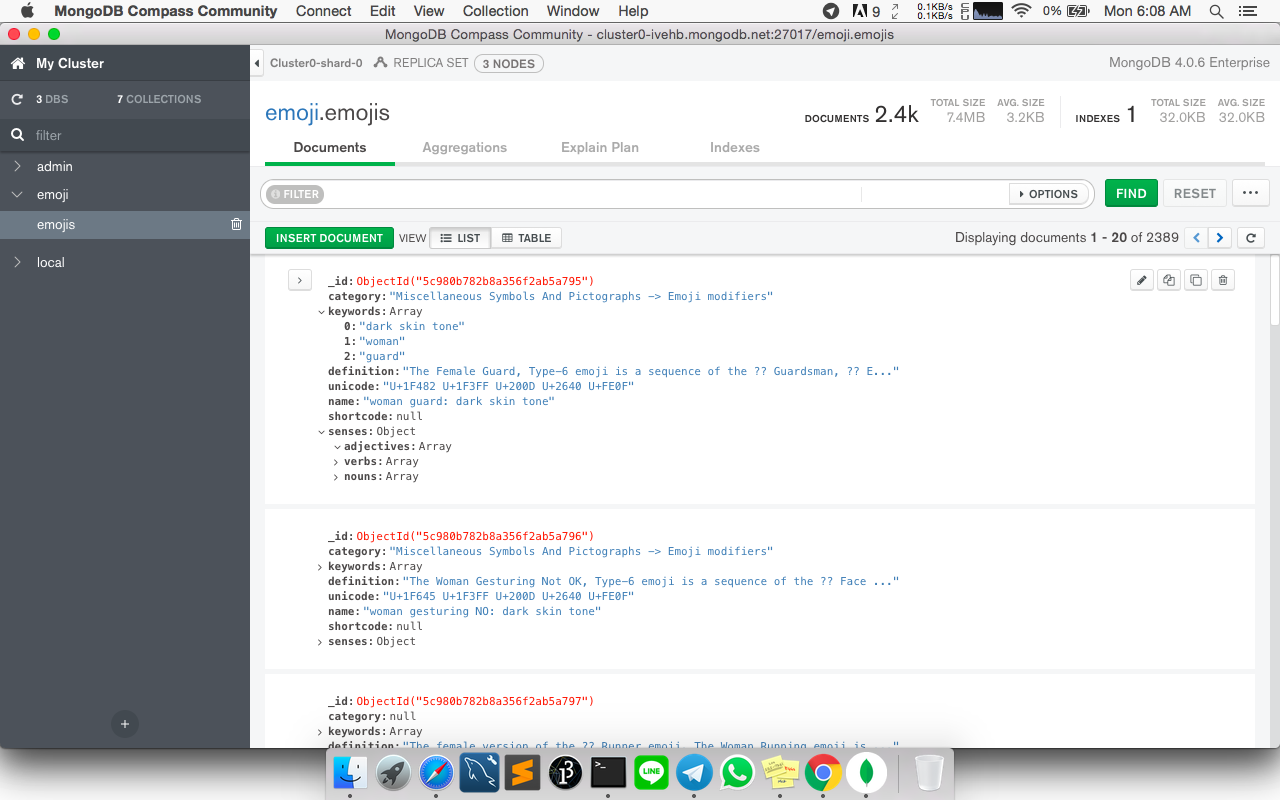 MongoDB Compass Community Connect Edit View Collection Window Help 9 0.1KB/s 0.1KB/s CPU 0% Mon 6:08 AM
MongoDB Compass Community - cluster0-ivehb.mongodb.net:27017/emoji.emojis
My Cluster
3 DBS 7 COLLECTIONS
filter
admin
emoji
emojis
local
+
Cluster0-shard-0 REPLICA SET 3 NODES MongoDB 4.0.6 Enterprise
emoji.emojis
DOCUMENTS 2.4k TOTAL SIZE 7.4MB AVG. SIZE 3.2KB INDEXES 1 TOTAL SIZE 32.0KB AVG. SIZE 32.0KB
Documents Aggregations Explain Plan Indexes
FILTER OPTIONS FIND RESET ...
INSERT DOCUMENT VIEW LIST TABLE Displaying documents 1 - 20 of 2389
_id:ObjectId("5c980b782b8a356f2ab5a795")
category:"Miscellaneous Symbols And Pictographs -> Emoji modifiers"
keywords:Array
0:"dark skin tone"
1:"woman"
2:"guard"
definition:"The Female Guard, Type-6 emoji is a sequence of the ?? Guardsman, ?? E..."
unicode:"U+1F482 U+1F3FF U+200D U+2640 U+FE0F"
name:"woman guard: dark skin tone"
shortcode:null
senses:Object
adjectives:Array
verbs:Array
nouns:Array
_id:ObjectId("5c980b782b8a356f2ab5a796")
category:"Miscellaneous Symbols And Pictographs -> Emoji modifiers"
keywords:Array
definition:"The Woman Gesturing Not OK, Type-6 emoji is a sequence of the ?? Face ..."
unicode:"U+1F645 U+1F3FF U+200D U+2640 U+FE0F"
name:"woman gesturing NO: dark skin tone"
shortcode:null
senses:Object
_id:ObjectId("5c980b782b8a356f2ab5a797")
category:null
keywords:Array
definition:"The female version of the ?? Runner emoji. The Woman Running emoji is ..."
LINE